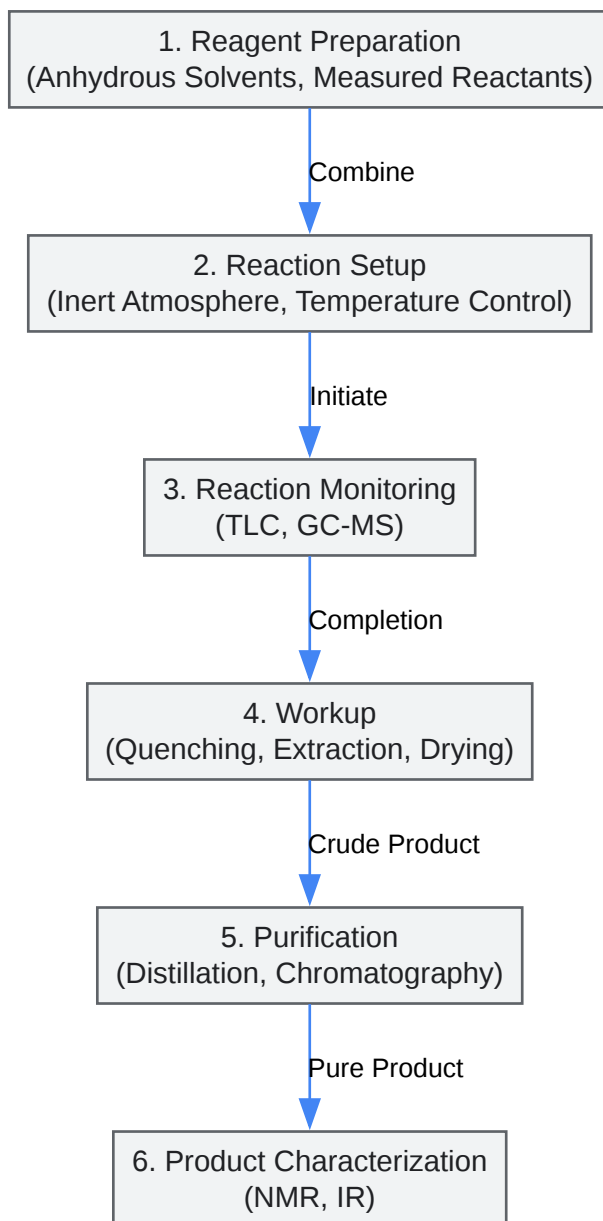 1. Reagent Preparation
(Anhydrous Solvents, Measured Reactants)
Combine
2. Reaction Setup
(Inert Atmosphere, Temperature Control)
Initiate
3. Reaction Monitoring
(TLC, GC-MS)
Completion
4. Workup
(Quenching, Extraction, Drying)
Crude Product
5. Purification
(Distillation, Chromatography)
Pure Product
6. Product Characterization
(NMR, IR)